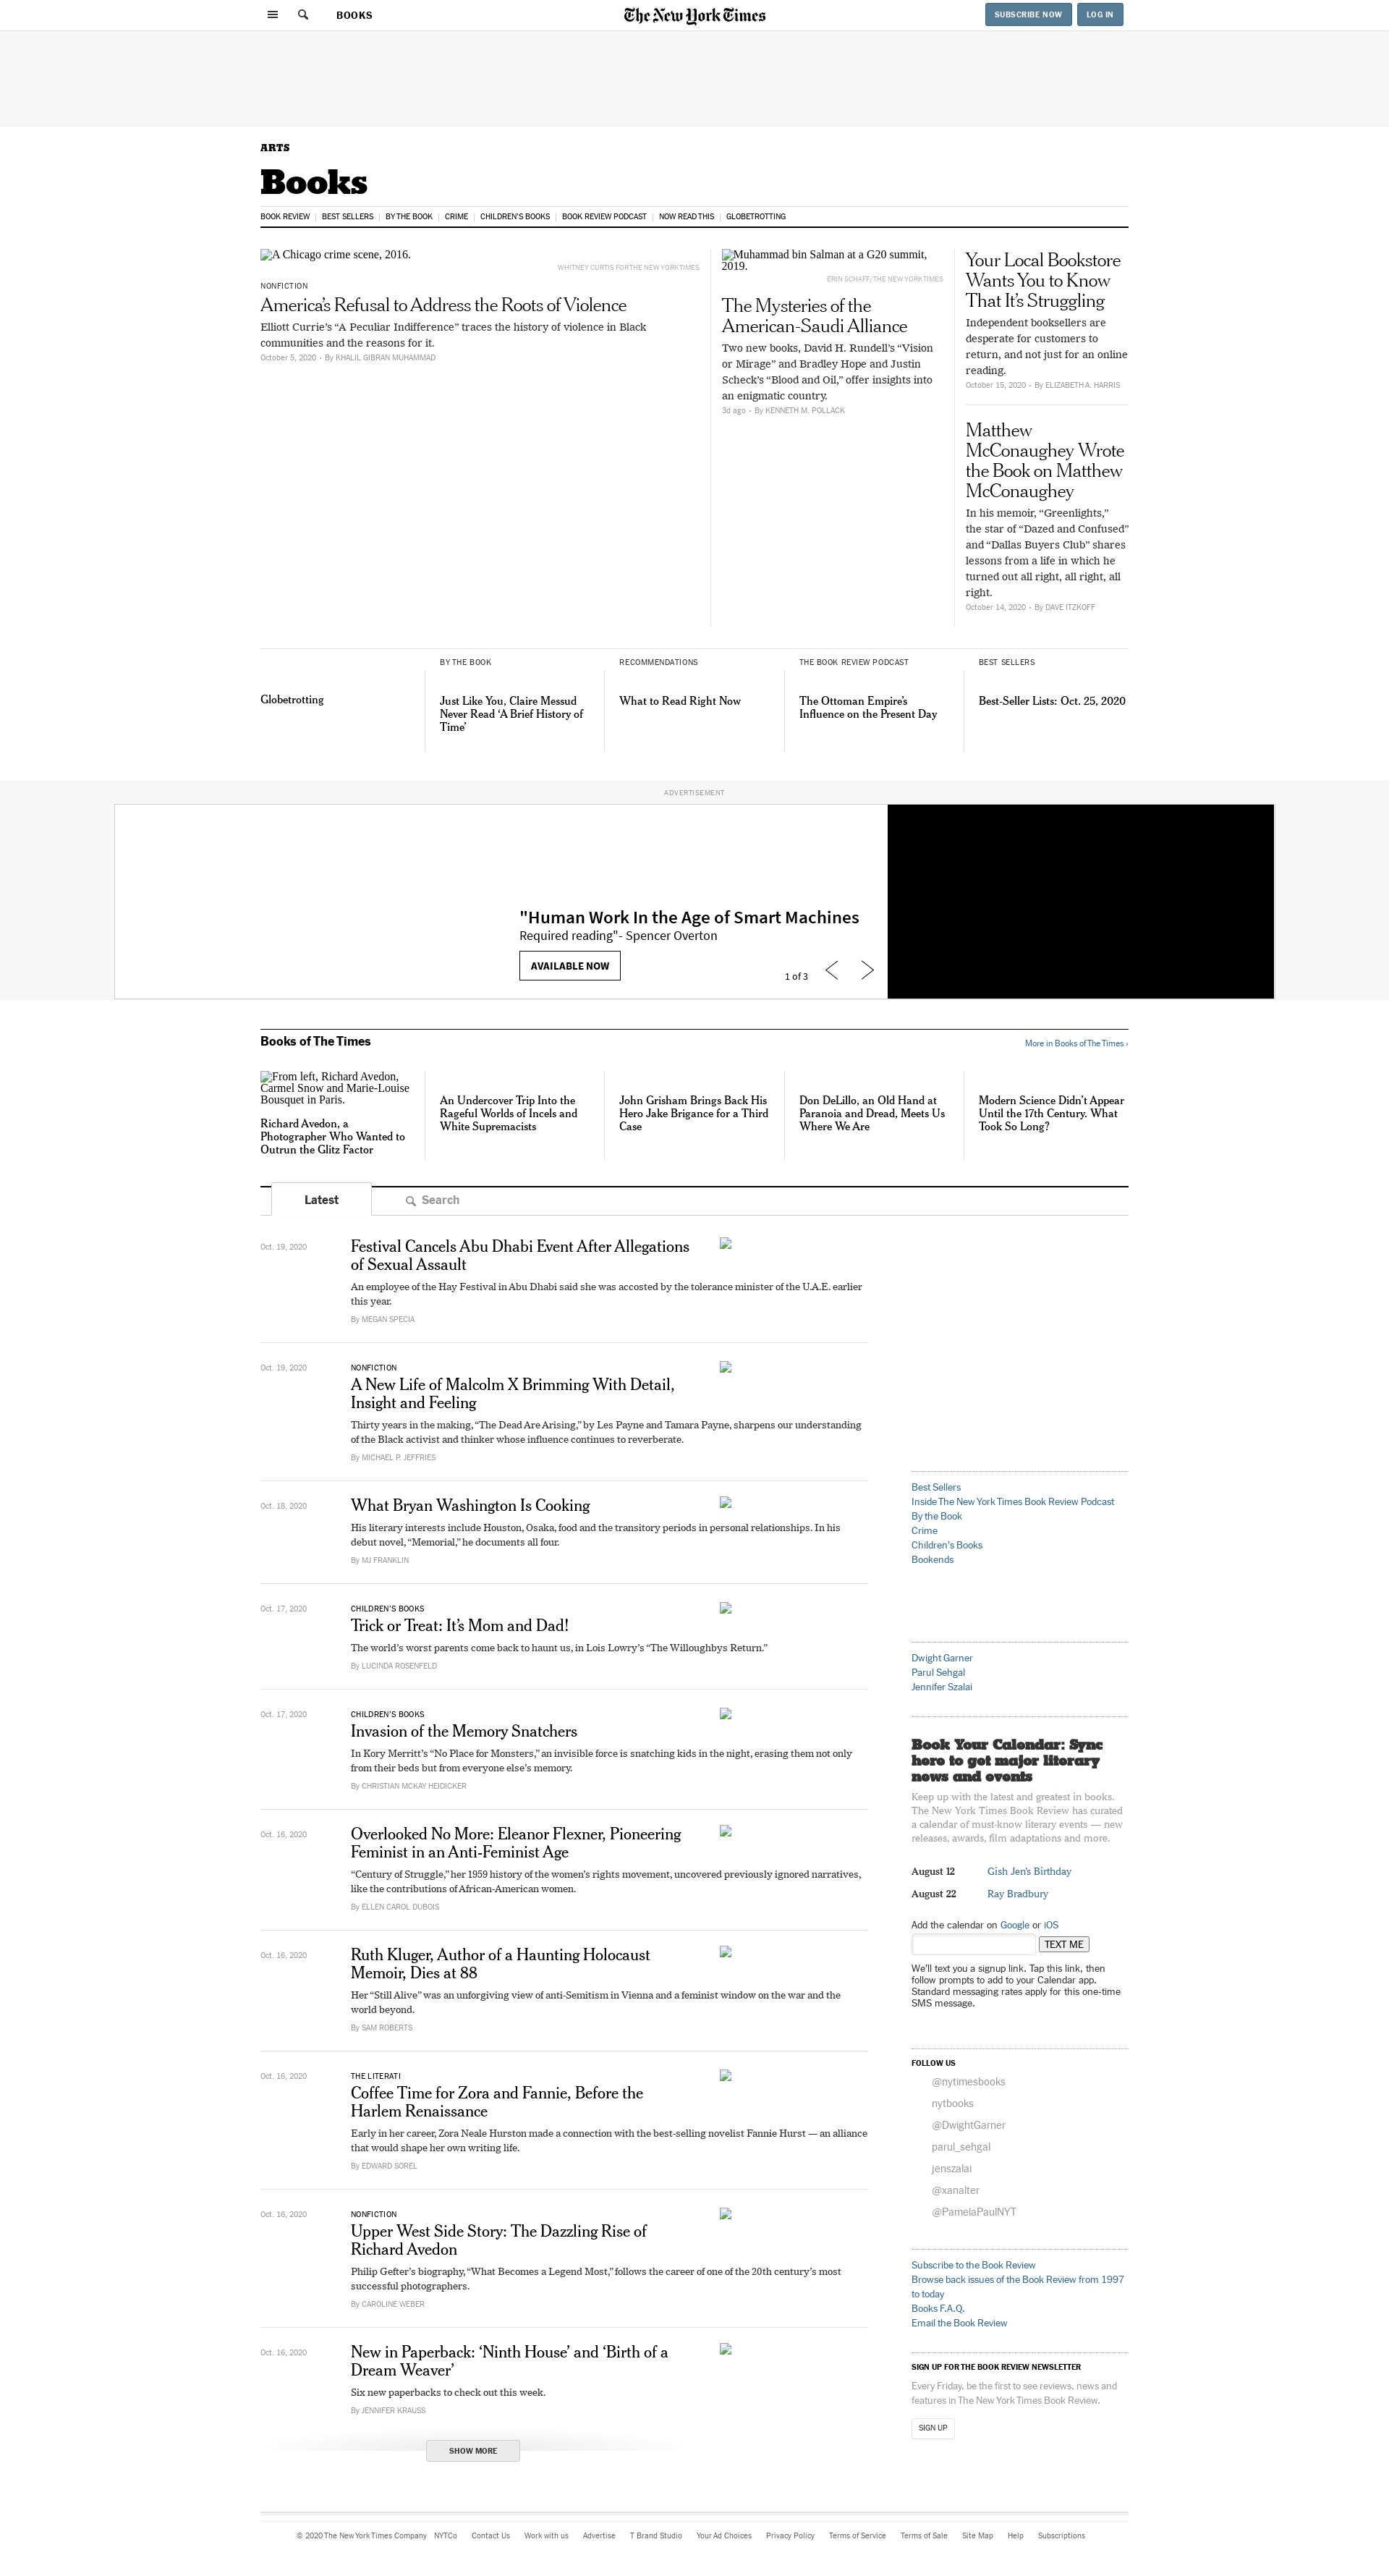 BOOKS
The New York Times
SUBSCRIBE NOW
LOG IN
ARTS
Books
BOOK REVIEW
BEST SELLERS
BY THE BOOK
CRIME
CHILDREN'S BOOKS
BOOK REVIEW PODCAST
NOW READ THIS
GLOBETROTTING
A Chicago crime scene, 2016.
WHITNEY CURTIS FOR THE NEW YORK TIMES
NONFICTION
America's Refusal to Address the Roots of Violence
Elliott Currie's “A Peculiar Indifference” traces the history of violence in Black
communities and the reasons for it.
October 5, 2020 • By KHALIL GIBRAN MUHAMMAD
Muhammad bin Salman at a G20 summit,
2019.
ERIN SCHAFF/THE NEW YORK TIMES
The Mysteries of the
American-Saudi Alliance
Two new books, David H. Rundell's “Vision
or Mirage” and Bradley Hope and Justin
Scheck's “Blood and Oil,” offer insights into
an enigmatic country.
3d ago • By KENNETH M. POLLACK
Your Local Bookstore
Wants You to Know
That It's Struggling
Independent booksellers are
desperate for customers to
return, and not just for an online
reading.
October 15, 2020 • By ELIZABETH A. HARRIS
Matthew
McConaughey Wrote
the Book on Matthew
McConaughey
In his memoir, “Greenlights,”
the star of “Dazed and Confused”
and “Dallas Buyers Club” shares
lessons from a life in which he
turned out all right, all right, all
right.
October 14, 2020 • By DAVE ITZKOFF
Globetrotting
BY THE BOOK
Just Like You, Claire Messud
Never Read ‘A Brief History of
Time’
RECOMMENDATIONS
What to Read Right Now
THE BOOK REVIEW PODCAST
The Ottoman Empire's
Influence on the Present Day
BEST SELLERS
Best-Seller Lists: Oct. 25, 2020
ADVERTISEMENT
"Human Work In the Age of Smart Machines
Required reading"- Spencer Overton
AVAILABLE NOW
1 of 3
Books of The Times
More in Books of The Times ›
From left, Richard Avedon,
Carmel Snow and Marie-Louise
Bousquet in Paris.
Richard Avedon, a
Photographer Who Wanted to
Outrun the Glitz Factor
An Undercover Trip Into the
Rageful Worlds of Incels and
White Supremacists
John Grisham Brings Back His
Hero Jake Brigance for a Third
Case
Don DeLillo, an Old Hand at
Paranoia and Dread, Meets Us
Where We Are
Modern Science Didn't Appear
Until the 17th Century. What
Took So Long?
Latest
Search
Oct. 19, 2020
Festival Cancels Abu Dhabi Event After Allegations
of Sexual Assault
An employee of the Hay Festival in Abu Dhabi said she was accosted by the tolerance minister of the U.A.E. earlier
this year.
By MEGAN SPECIA
Oct. 19, 2020
NONFICTION
A New Life of Malcolm X Brimming With Detail,
Insight and Feeling
Thirty years in the making, “The Dead Are Arising,” by Les Payne and Tamara Payne, sharpens our understanding
of the Black activist and thinker whose influence continues to reverberate.
By MICHAEL P. JEFFRIES
Oct. 18, 2020
What Bryan Washington Is Cooking
His literary interests include Houston, Osaka, food and the transitory periods in personal relationships. In his
debut novel, “Memorial,” he documents all four.
By MJ FRANKLIN
Oct. 17, 2020
CHILDREN'S BOOKS
Trick or Treat: It's Mom and Dad!
The world's worst parents come back to haunt us, in Lois Lowry's “The Willoughbys Return.”
By LUCINDA ROSENFELD
Oct. 17, 2020
CHILDREN'S BOOKS
Invasion of the Memory Snatchers
In Kory Merritt's “No Place for Monsters,” an invisible force is snatching kids in the night, erasing them not only
from their beds but from everyone else's memory.
By CHRISTIAN MCKAY HEIDICKER
Oct. 16, 2020
Overlooked No More: Eleanor Flexner, Pioneering
Feminist in an Anti-Feminist Age
“Century of Struggle,” her 1959 history of the women's rights movement, uncovered previously ignored narratives,
like the contributions of African-American women.
By ELLEN CAROL DUBOIS
Oct. 16, 2020
Ruth Kluger, Author of a Haunting Holocaust
Memoir, Dies at 88
Her “Still Alive” was an unforgiving view of anti-Semitism in Vienna and a feminist window on the war and the
world beyond.
By SAM ROBERTS
Oct. 16, 2020
THE LITERATI
Coffee Time for Zora and Fannie, Before the
Harlem Renaissance
Early in her career, Zora Neale Hurston made a connection with the best-selling novelist Fannie Hurst — an alliance
that would shape her own writing life.
By EDWARD SOREL
Oct. 16, 2020
NONFICTION
Upper West Side Story: The Dazzling Rise of
Richard Avedon
Philip Gefter's biography, “What Becomes a Legend Most,” follows the career of one of the 20th century's most
successful photographers.
By CAROLINE WEBER
Oct. 16, 2020
New in Paperback: ‘Ninth House’ and ‘Birth of a
Dream Weaver’
Six new paperbacks to check out this week.
By JENNIFER KRAUSS
SHOW MORE
Best Sellers
Inside The New York Times Book Review Podcast
By the Book
Crime
Children's Books
Bookends
Dwight Garner
Parul Sehgal
Jennifer Szalai
Book Your Calendar: Sync
here to get major literary
news and events
Keep up with the latest and greatest in books.
The New York Times Book Review has curated
a calendar of must-know literary events — new
releases, awards, film adaptations and more.
August 12 Gish Jen's Birthday
August 22 Ray Bradbury
Add the calendar on Google or iOS
TEXT ME
We'll text you a signup link. Tap this link, then
follow prompts to add to your Calendar app.
Standard messaging rates apply for this one-time
SMS message.
FOLLOW US
@nytimesbooks
nytbooks
@DwightGarner
parul_sehgal
jenszalai
@xanalter
@PamelaPaulNYT
Subscribe to the Book Review
Browse back issues of the Book Review from 1997
to today
Books F.A.Q.
Email the Book Review
SIGN UP FOR THE BOOK REVIEW NEWSLETTER
Every Friday, be the first to see reviews, news and
features in The New York Times Book Review.
SIGN UP
© 2020 The New York Times Company NYTCo Contact Us Work with us Advertise T Brand Studio Your Ad Choices Privacy Policy Terms of Service Terms of Sale Site Map Help Subscriptions